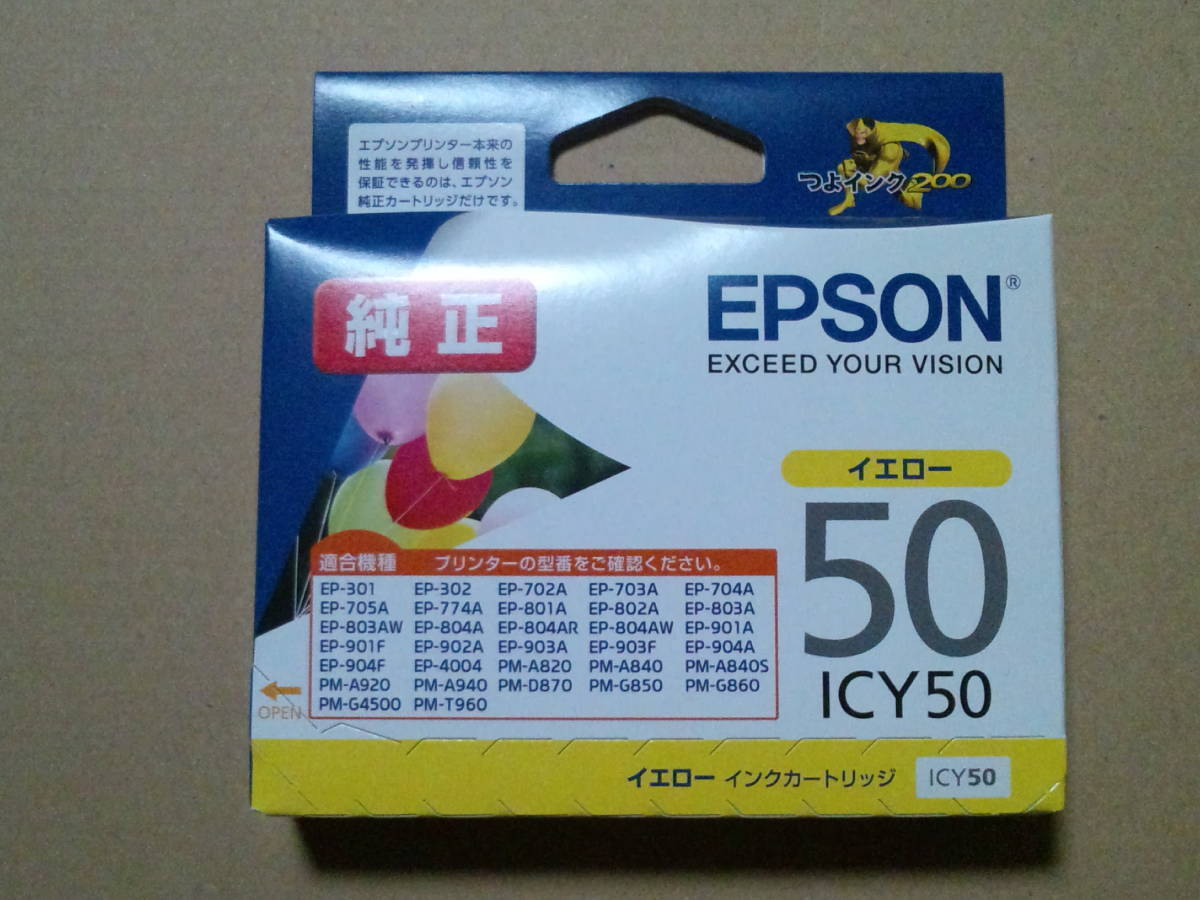 エプソンプリンター本来の
性能を発揮し信頼性を
保証できるのは、エプソン
純正カートリッジだけです。
つよインク200
純正
EPSON®
EXCEED YOUR VISION
イエロー
50
ICY50
適合機種 プリンターの型番をご確認ください。
EP-301 EP-302 EP-702A EP-703A EP-704A
EP-705A EP-774A EP-801A EP-802A EP-803A
EP-803AW EP-804A EP-804AR EP-804AW EP-901A
EP-901F EP-902A EP-903A EP-903F EP-904A
EP-904F EP-4004 PM-A820 PM-A840 PM-A840S
PM-A920 PM-A940 PM-D870 PM-G850 PM-G860
PM-G4500 PM-T960
OPEN
イエロー インクカートリッジ ICY50